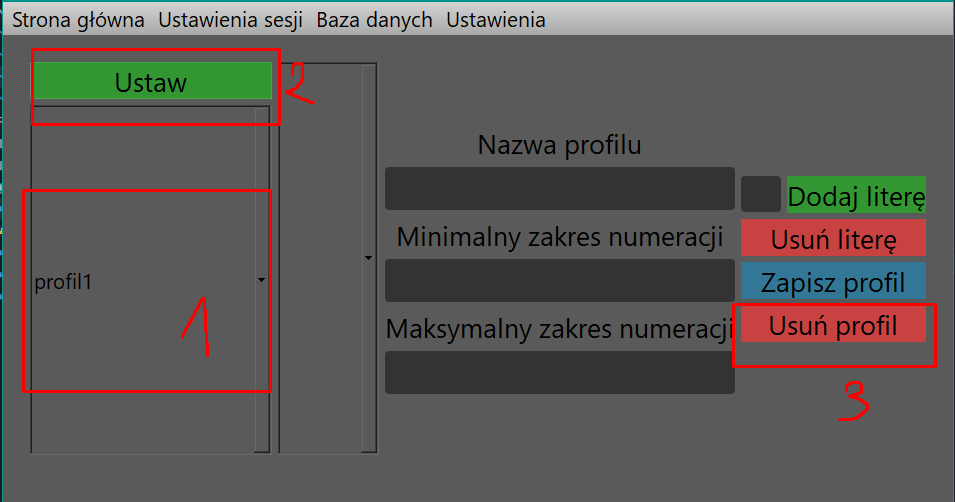 Strona główna Ustawienia sesji Baza danych Ustawienia
Ustaw
2
profil1
1
Nazwa profilu
Minimalny zakres numeracji
Maksymalny zakres numeracji
Dodaj literę
Usuń literę
Zapisz profil
Usuń profil
3